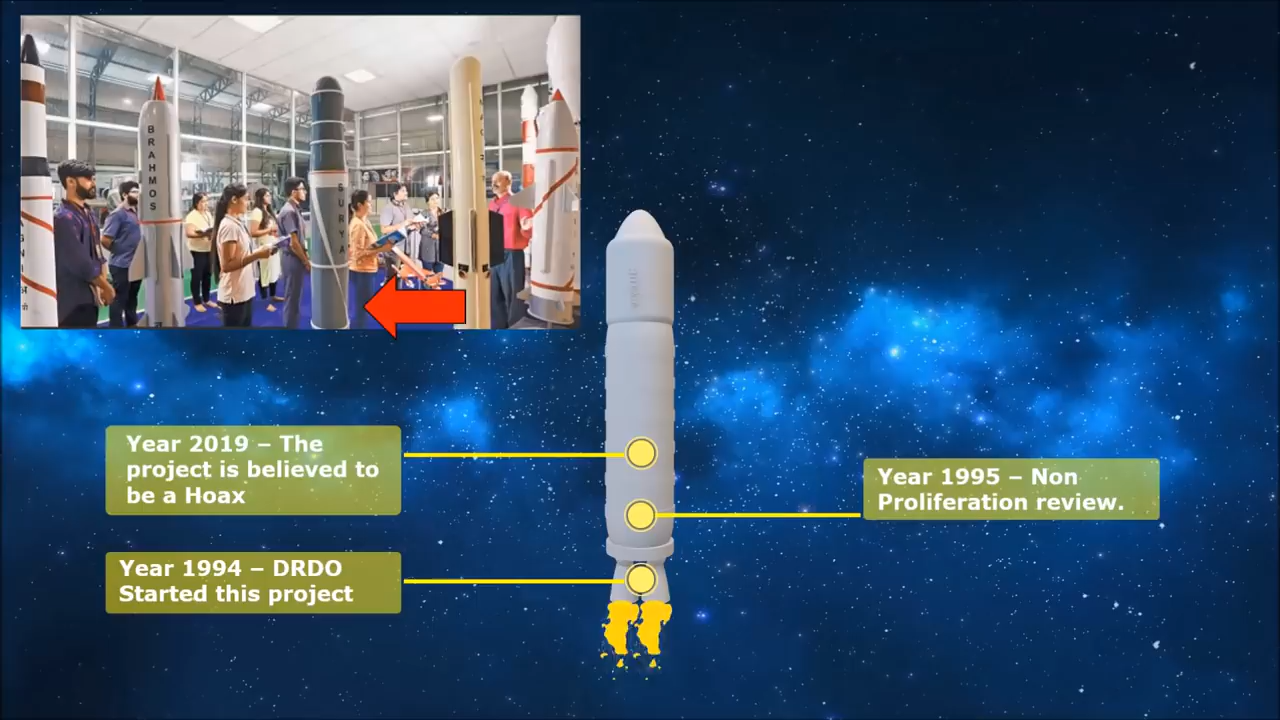 BRAHMOS
SURYA
Year 2019 – The
project is believed to
be a Hoax
Year 1995 – Non
Proliferation review.
Year 1994 – DRDO
Started this project